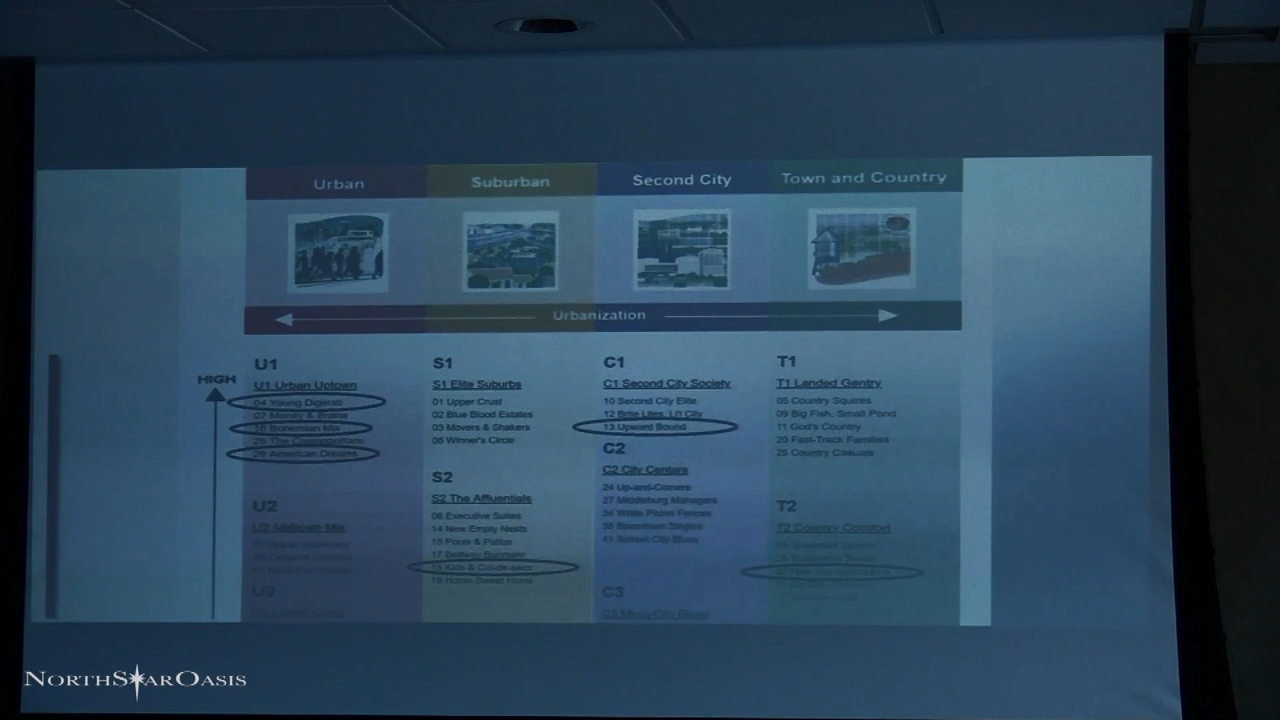 Urban
Suburban
Second City
Town and Country
Urbanization
HIGH
U1
U1 Urban Uptown
04 Young Digerati
07 Money & Brains
16 Bohemian Mix
26 The Cosmopolitans
29 American Dreams
U2
U2 Midtown Mix
U3
S1
S1 Elite Suburbs
01 Upper Crust
02 Blue Blood Estates
03 Movers & Shakers
06 Winner's Circle
S2
S2 The Affluentials
08 Executive Suites
14 New Empty Nests
15 Pools & Patios
17 Beltway Boomers
18 Kids & Cul-de-sacs
19 Home Sweet Home
C1
C1 Second City Society
10 Second City Elite
12 Brite Lites, Li'l City
13 Upward Bound
C2
C2 City Centers
24 Up-and-Comers
27 Middleburg Managers
34 White Picket Fences
35 Boomtown Singles
41 Sunset City Blues
C3
C3 Micro-City Blues
T1
T1 Landed Gentry
05 Country Squires
09 Big Fish, Small Pond
11 God's Country
20 Fast-Track Families
25 Country Casuals
T2
T2 Country Comfort
NORTHSTAROASIS